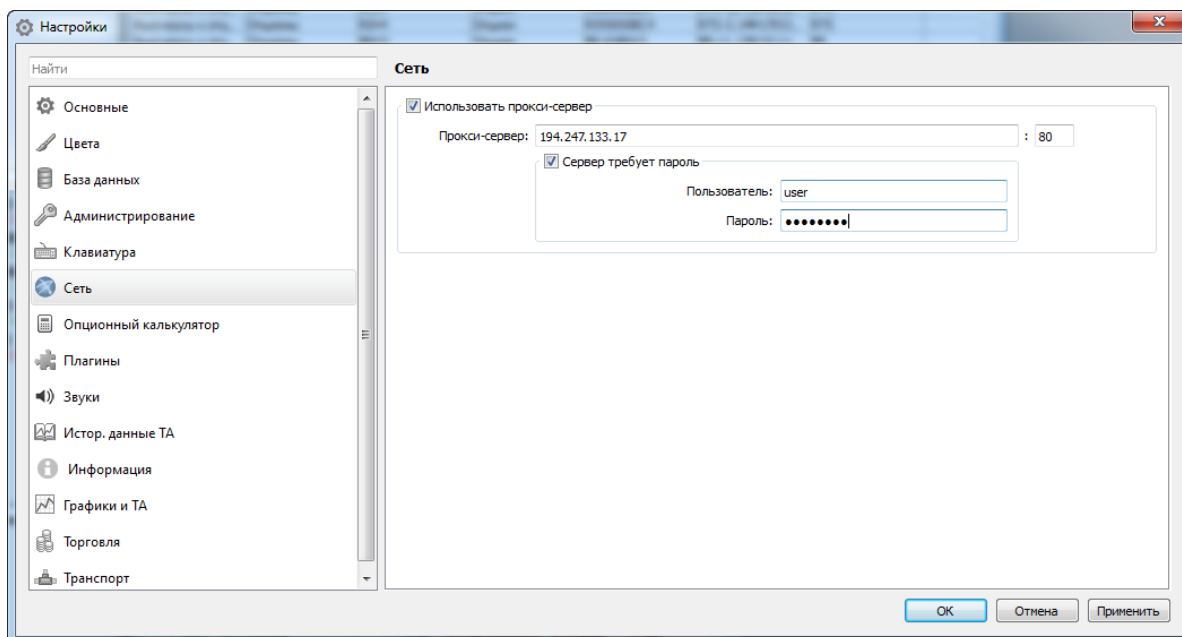 Настройки
Найти
Основные
Цвета
База данных
Администрирование
Клавиатура
Сеть
Опционный калькулятор
Плагины
Звуки
Истор. данные ТА
Информация
Графики и ТА
Торговля
Транспорт
Сеть
Использовать прокси-сервер
Прокси-сервер: 194.247.133.17 : 80
Сервер требует пароль
Пользователь: user
Пароль: ●●●●●●●●
OK Отмена Применить